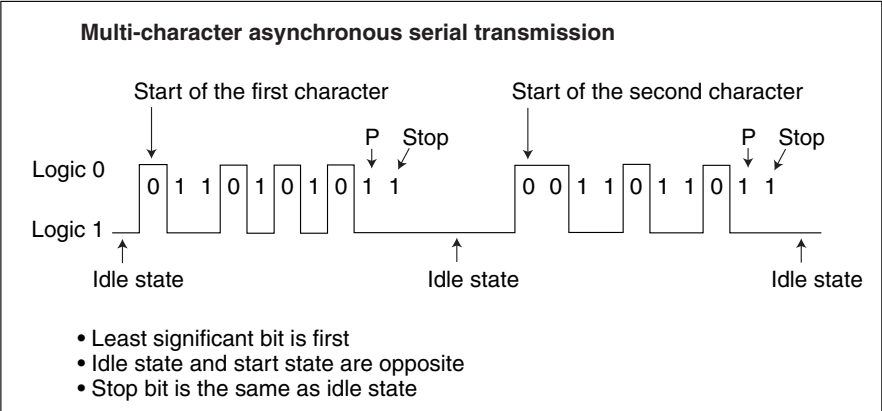 Multi-character asynchronous serial transmission
Start of the first character
Start of the second character
P Stop
P Stop
Logic 0
0 1 1 0 1 0 1 0 1 1
0 0 1 1 0 1 1 0 1 1
Logic 1
Idle state
Idle state
Idle state
• Least significant bit is first
• Idle state and start state are opposite
• Stop bit is the same as idle state